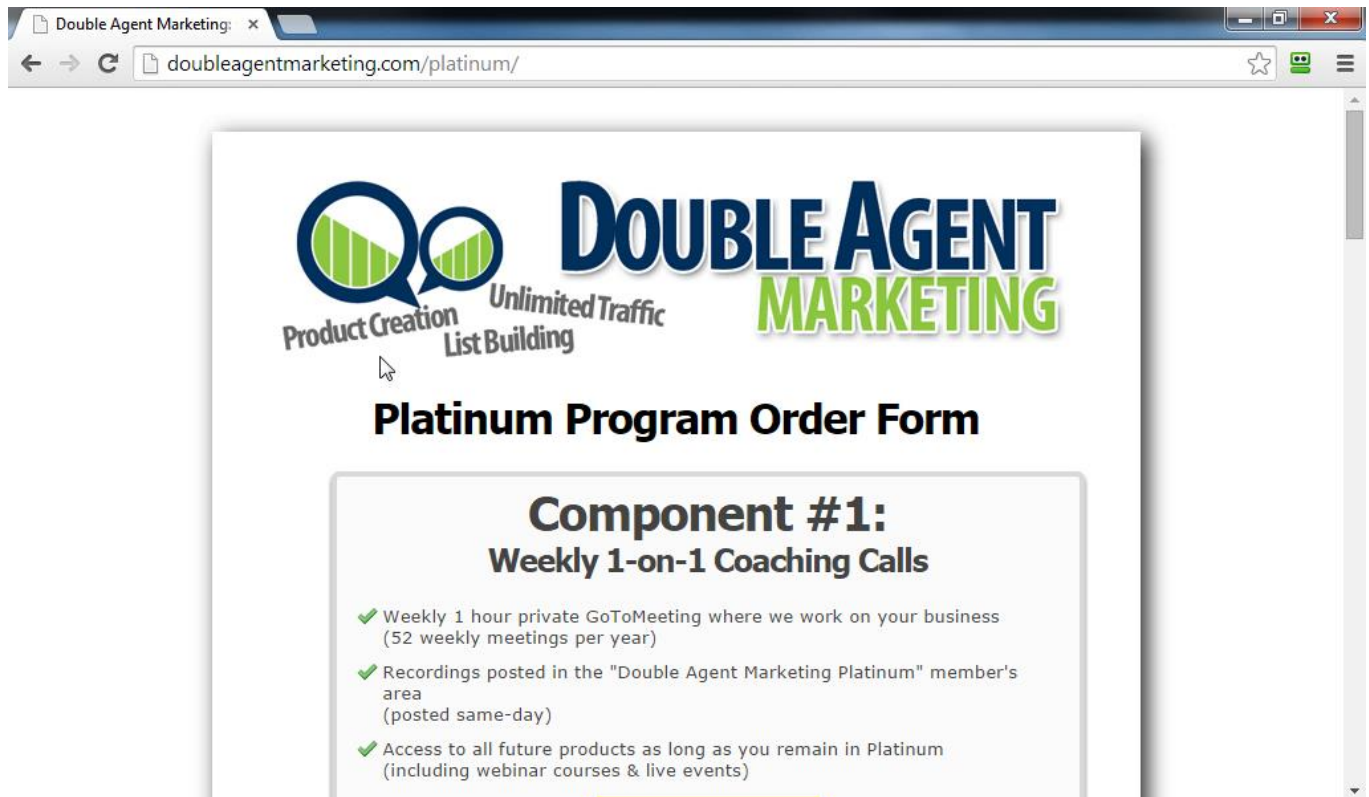 Double Agent Marketing:
doubleagentmarketing.com/platinum/
DOUBLE AGENT
MARKETING
Product Creation
Unlimited Traffic
List Building
Platinum Program Order Form
Component #1:
Weekly 1-on-1 Coaching Calls
Weekly 1 hour private GoToMeeting where we work on your business
(52 weekly meetings per year)
Recordings posted in the "Double Agent Marketing Platinum" member's
area
(posted same-day)
Access to all future products as long as you remain in Platinum
(including webinar courses & live events)